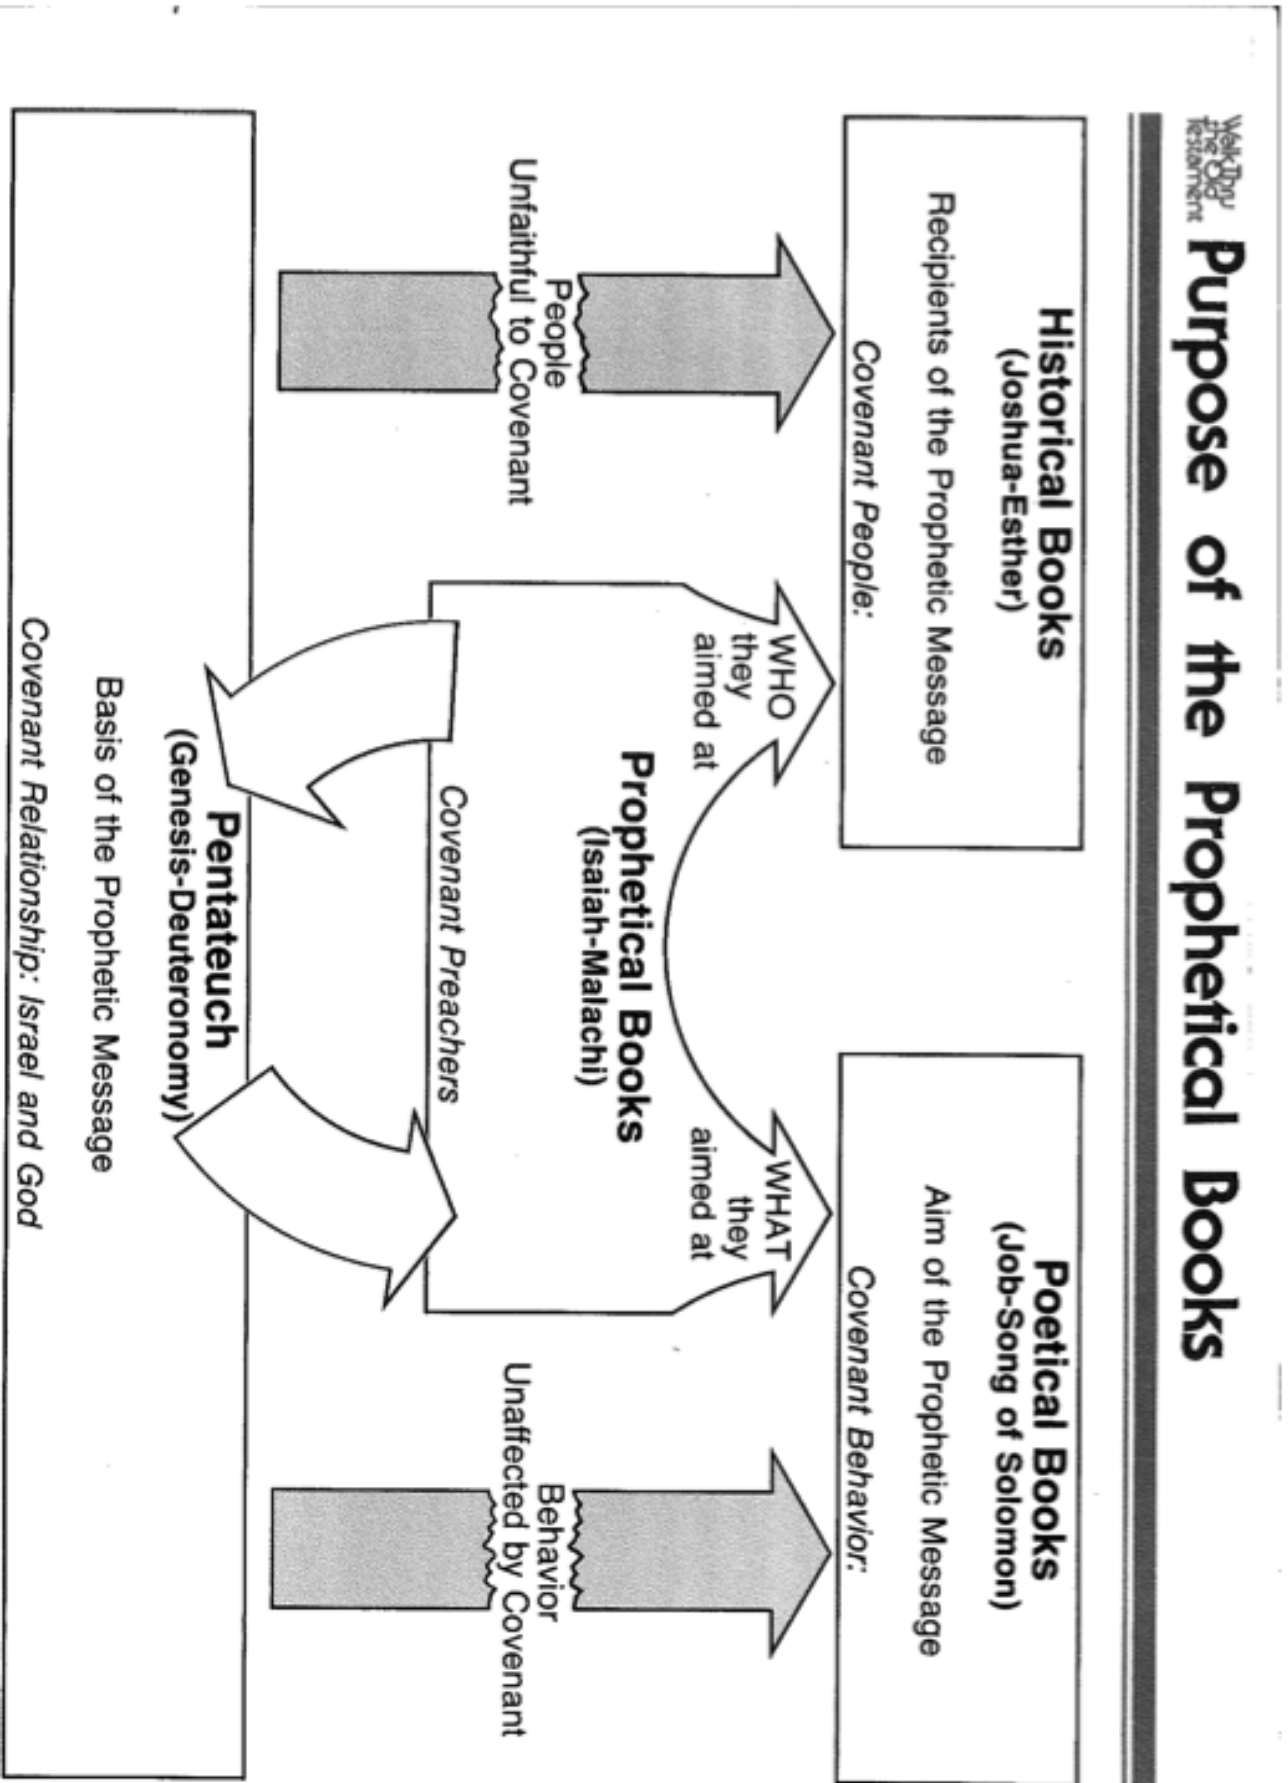 Walk Thru
the Old
Testament
Purpose of the Prophetical Books
Historical Books
(Joshua-Esther)
Recipients of the Prophetic Message
Covenant People:
Poetical Books
(Job-Song of Solomon)
Aim of the Prophetic Message
Covenant Behavior:
WHO
they
aimed at
WHAT
they
aimed at
People
Unfaithful to Covenant
Prophetical Books
(Isaiah-Malachi)
Covenant Preachers
Behavior
Unaffected by Covenant
Pentateuch
(Genesis-Deuteronomy)
Basis of the Prophetic Message
Covenant Relationship: Israel and God